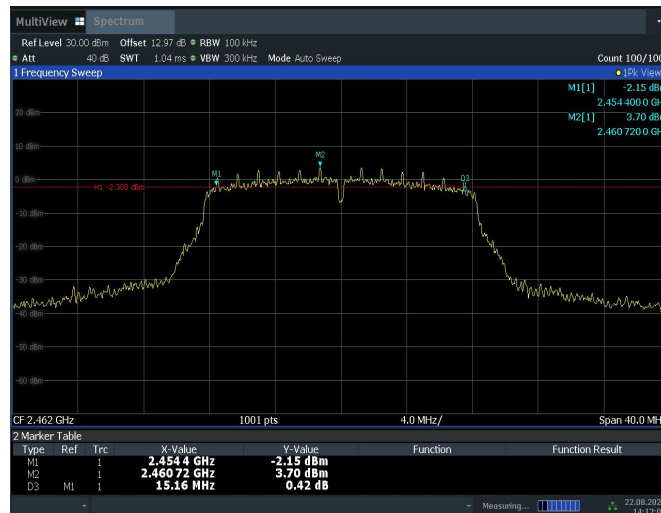 MultiView Spectrum
Ref Level 30.00 dBm Offset 12.97 dB RBW 100 kHz
Att 40 dB SWT 1.04 ms VBW 300 kHz Mode Auto Sweep Count 100/100
1 Frequency Sweep 1Pk View
M1[1] -2.15 dBm
2.454 400 0 GH
M2[1] 3.70 dBm
2.460 720 0 GH
20 dBm
10 dBm
M2
0 dBm
M1
D3
H1 -2.300 dBm
-10 dBm
-20 dBm
-30 dBm
-40 dBm
-50 dBm
-60 dBm
CF 2.462 GHz 1001 pts 4.0 MHz/ Span 40.0 MH
2 Marker Table
Type Ref Trc X-Value Y-Value Function Function Result
M1 1 2.454 4 GHz -2.15 dBm
M2 1 2.460 72 GHz 3.70 dBm
D3 M1 1 15.16 MHz 0.42 dB
Measuring... 22.08.202